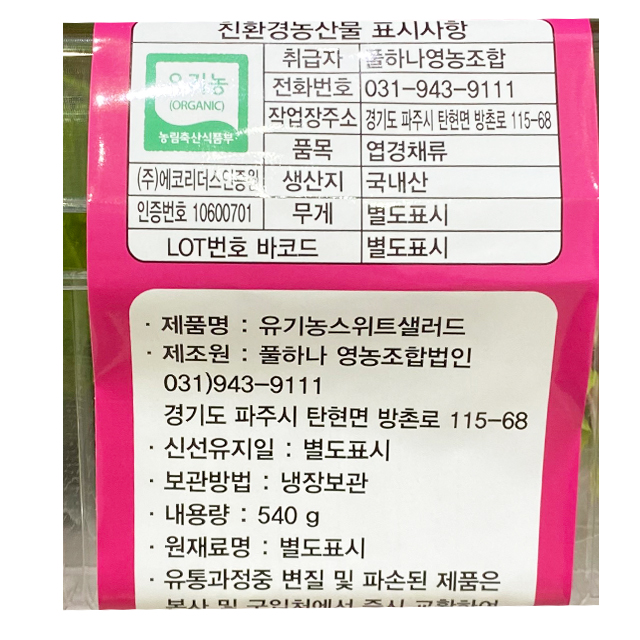 친환경농산물 표시사항
유기농
(ORGANIC)
농림축산식품부
취급자 풀하나영농조합
전화번호 031-943-9111
작업장주소 경기도 파주시 탄현면 방촌로 115-68
품목 엽경채류
(주)에코리더스인증원 생산지 국내산
인증번호 10600701 무게 별도표시
LOT번호 바코드 별도표시
· 제품명 : 유기농스위트샐러드
· 제조원 : 풀하나 영농조합법인
031)943-9111
경기도 파주시 탄현면 방촌로 115-68
· 신선유지일 : 별도표시
· 보관방법 : 냉장보관
· 내용량 : 540 g
· 원재료명 : 별도표시
· 유통과정중 변질 및 파손된 제품은